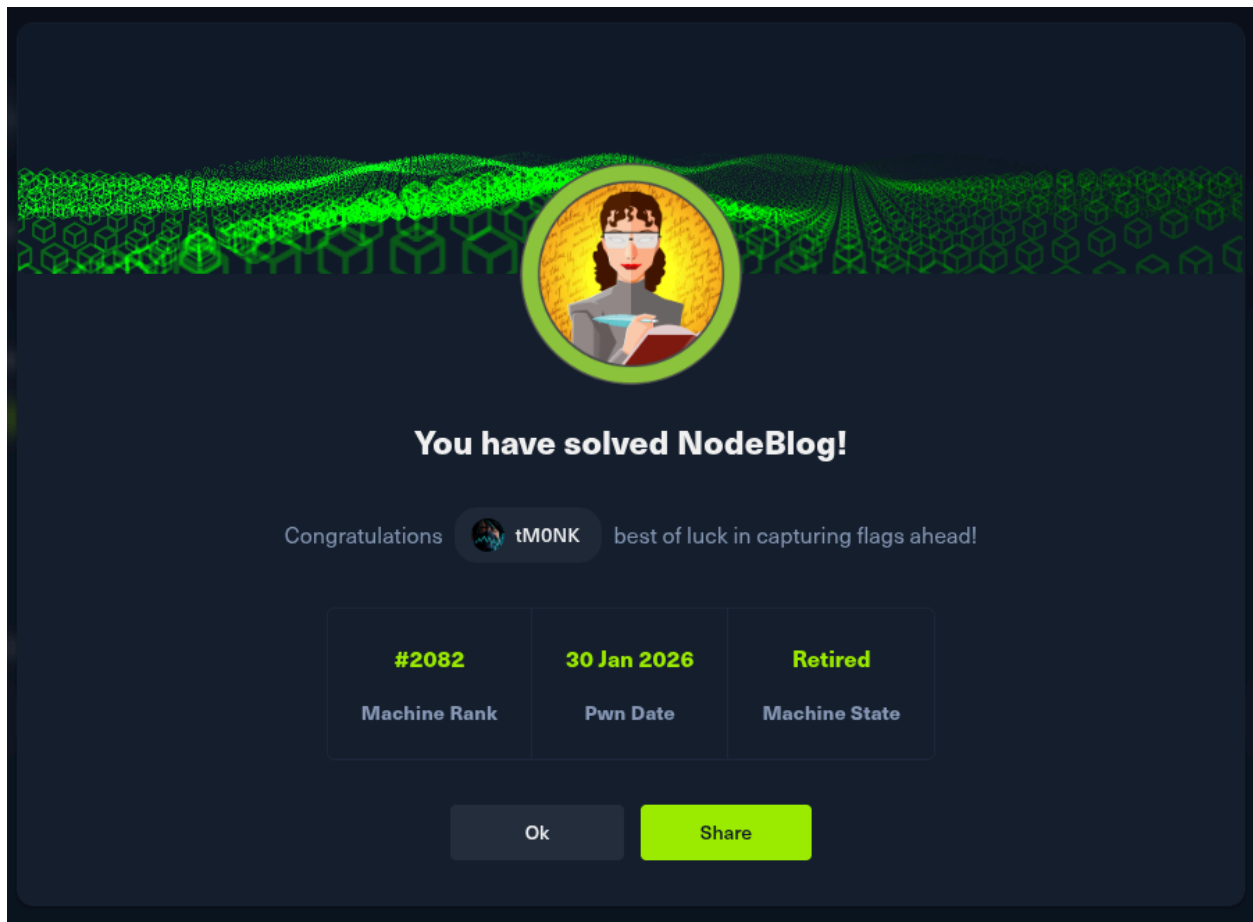 You have solved NodeBlog!
Congratulations tM0NK best of luck in capturing flags ahead!
#2082 30 Jan 2026 Retired
Machine Rank Pwn Date Machine State
Ok Share